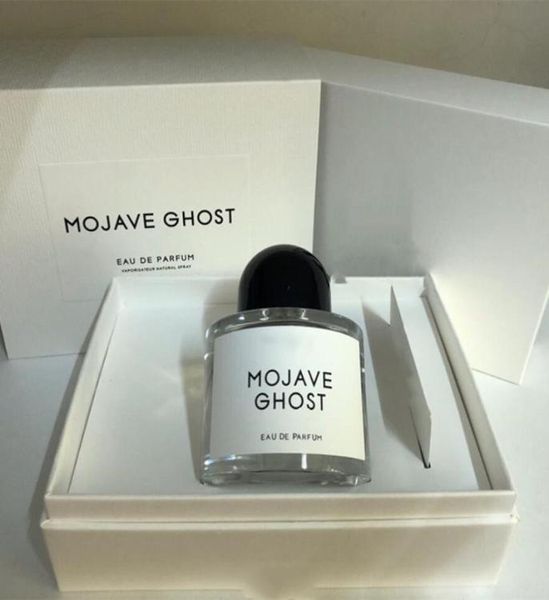 MOJAVE GHOST
EAU DE PARFUM
VAPORISATEUR NATURAL SPRAY
MOJAVE
GHOST
EAU DE PARFUM